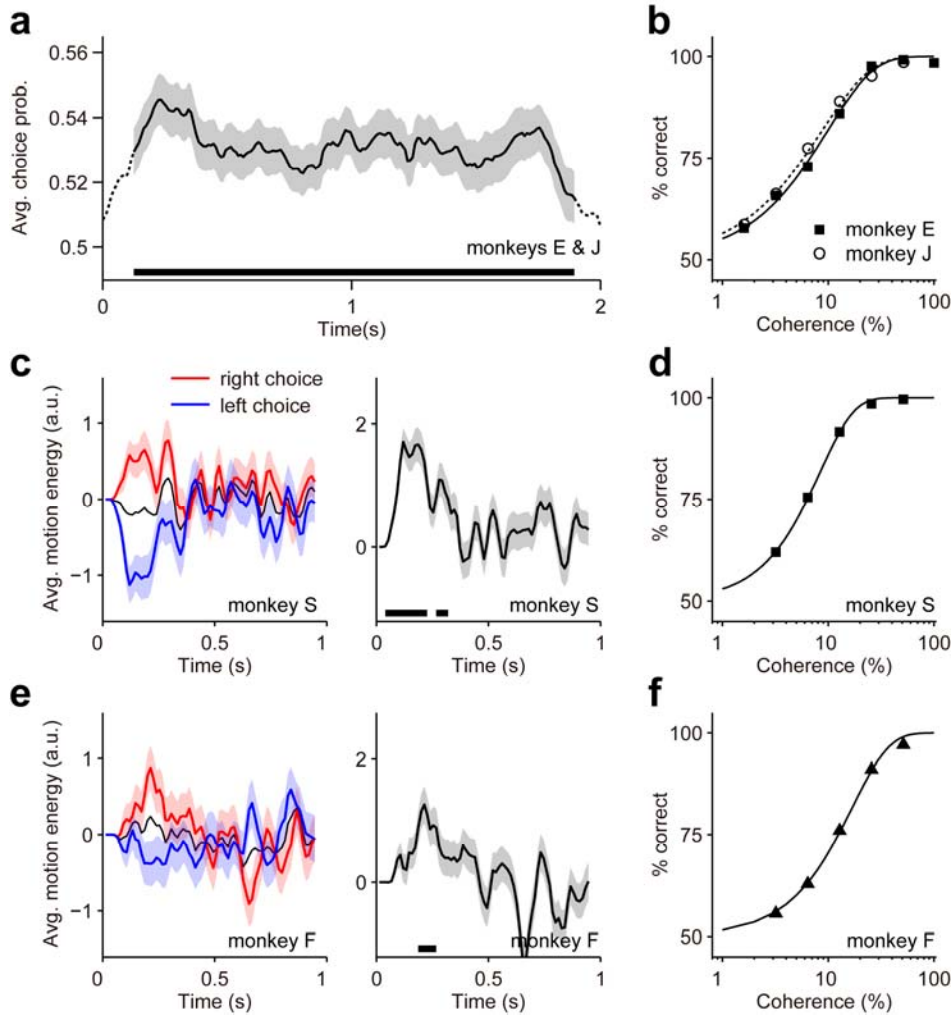 a
Avg. choice prob.
0.56
0.54
0.52
0.5
monkeys E & J
0
1
2
Time(s)
b
% correct
100
75
50
monkey E
monkey J
1
10
100
Coherence (%)
c
Avg. motion energy (a.u.)
right choice
left choice
1
0
−1
monkey S
0
0.5
1
Time (s)
2
0
monkey S
0
0.5
1
Time (s)
d
% correct
100
75
50
monkey S
1
10
100
Coherence (%)
e
Avg. motion energy (a.u.)
1
0
−1
monkey F
0
0.5
1
Time (s)
2
0
monkey F
0
0.5
1
Time (s)
f
% correct
100
75
50
monkey F
1
10
100
Coherence (%)